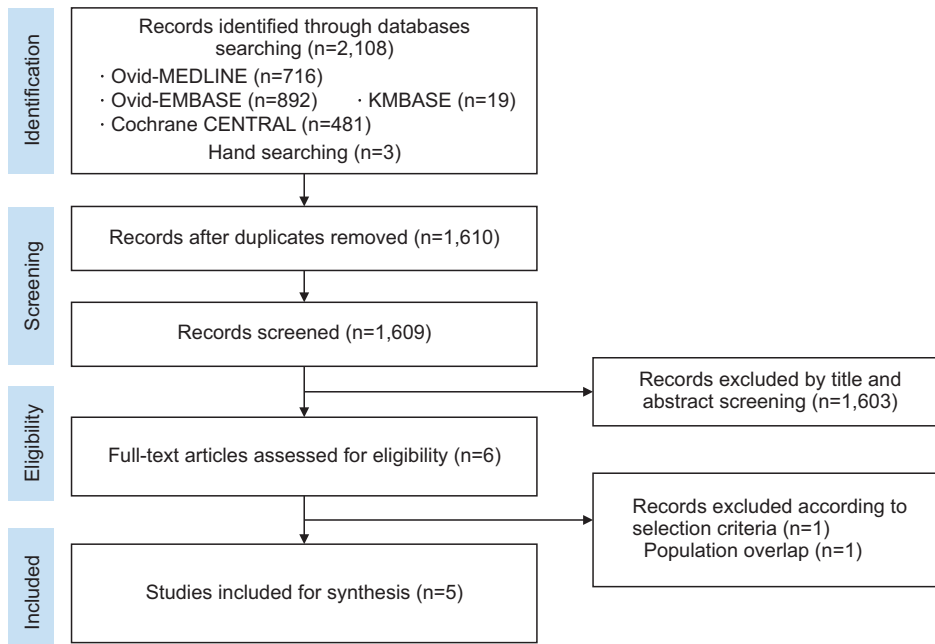 Identification
Records identified through databases
searching (n=2,108)
· Ovid-MEDLINE (n=716)
· Ovid-EMBASE (n=892) · KMBASE (n=19)
· Cochrane CENTRAL (n=481)
Hand searching (n=3)
Screening
Records after duplicates removed (n=1,610)
Records screened (n=1,609)
Records excluded by title and
abstract screening (n=1,603)
Eligibility
Full-text articles assessed for eligibility (n=6)
Records excluded according to
selection criteria (n=1)
Population overlap (n=1)
Included
Studies included for synthesis (n=5)